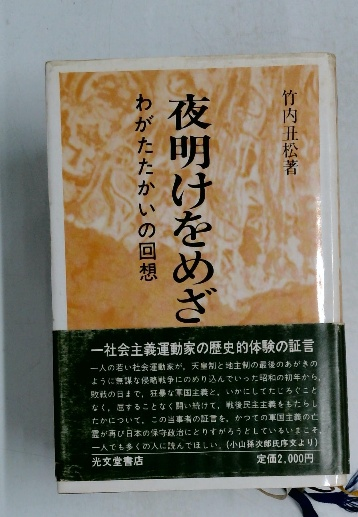 竹内丑松著
夜明けをめざ
わがたたかいの回想
一社会主義運動家の歴史的体験の証言
一人の若い社会運動家が、天皇制と地主制の最後のあがきの
ように無謀な侵略戦争にのめり込んでいった昭和の初年から、
敗戦の日まで、狂暴な軍国主義と、いかにしてたじろぐこと
なく、屈することなく闘い続けて、戦後民主主義をもたらし
たかについて、この当事者の証言を、かつての軍国主義の亡
霊が再び日本の保守政治にとりすがろうとしているいまこそ
一人でも多くの人に読んでほしい。(小山孫次郎氏序文より)
光文堂書店
定価2,000円